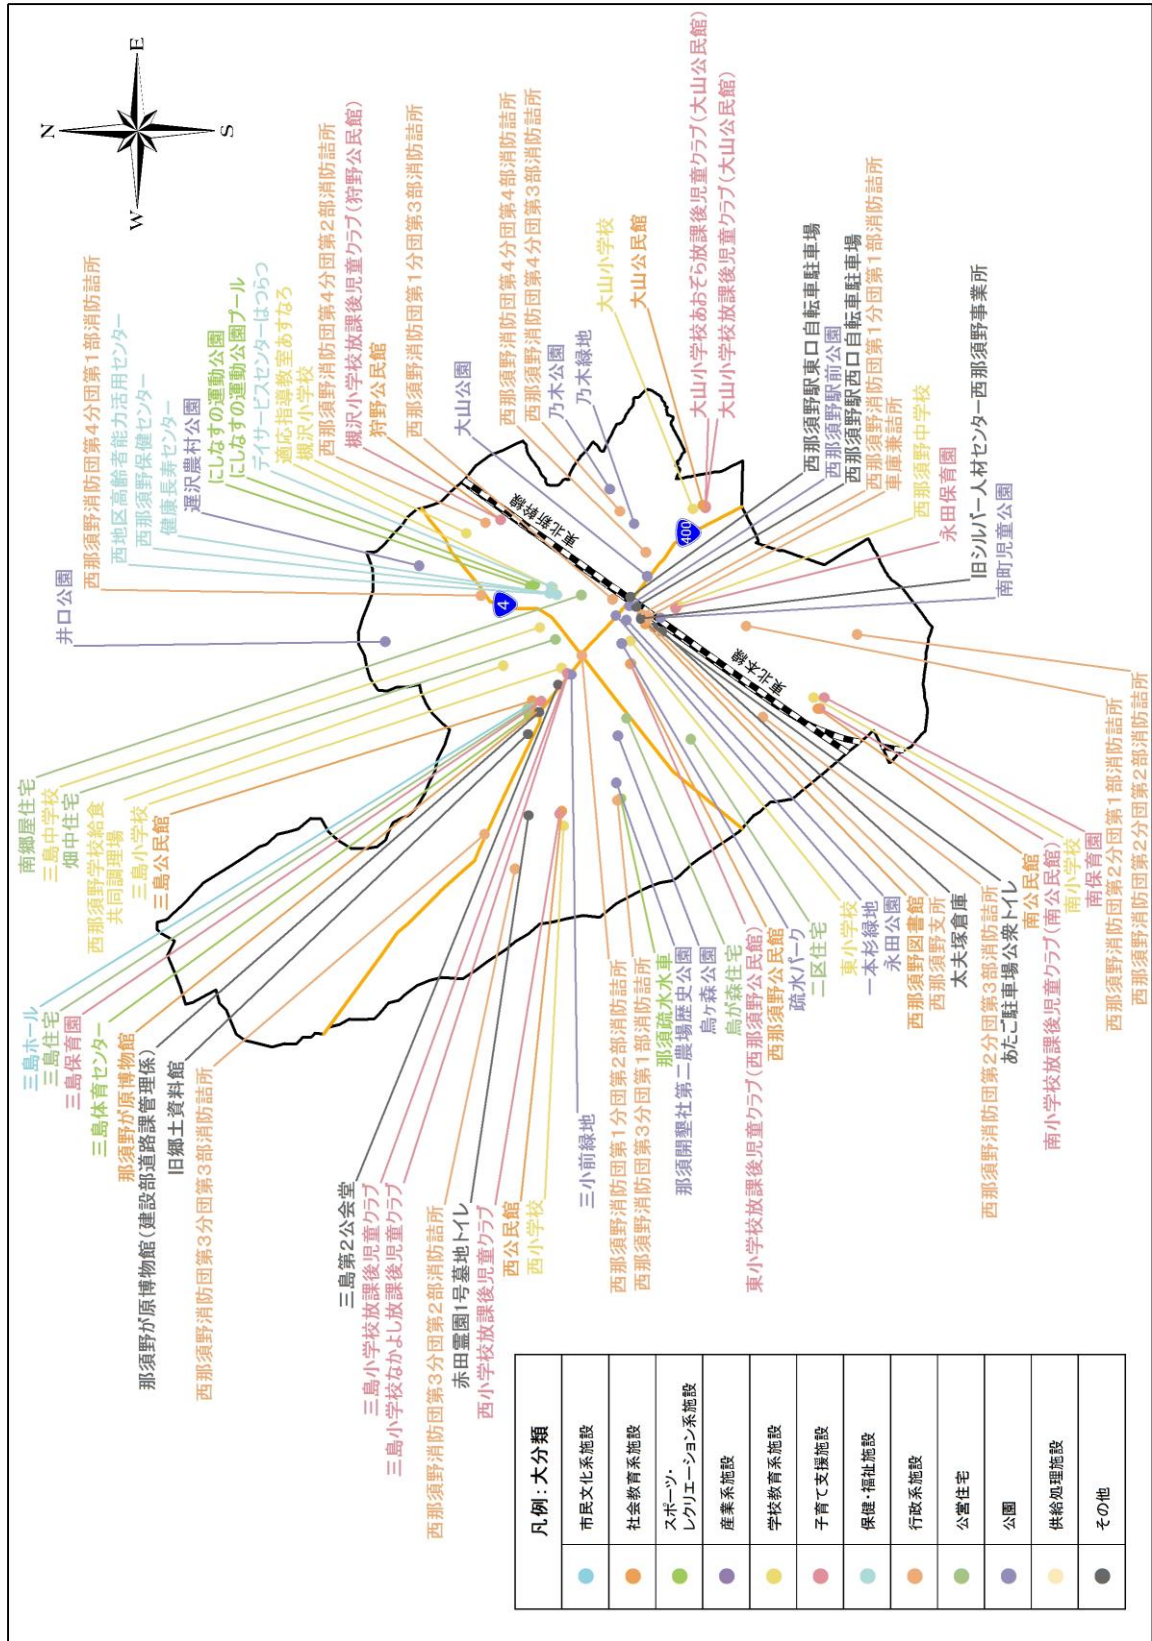 N
W
E
S
井口公園
西那須野消防団第4分団第1部消防詰所
西地区高齢者能力活用センター
西那須野保健センター
健康長寿センター
遅沢農村公園
にしなすの運動公園
にしなすの運動公園プール
デイサービスセンターはつらつ
適応指導教室あすなろ
槻沢小学校
西那須野消防団第4分団第2部消防詰所
槻沢小学校放課後児童クラブ(狩野公民館)
狩野公民館
西那須野消防団第1分団第3部消防詰所
大山公園
西那須野消防団第4分団第4部消防詰所
西那須野消防団第4分団第3部消防詰所
乃木公園
乃木緑地
大山小学校
大山公民館
大山小学校あおぞら放課後児童クラブ(大山公民館)
大山小学校放課後児童クラブ(大山公民館)
西那須野駅東口自転車駐車場
西那須野駅前公園
西那須野駅西口自転車駐車場
西那須野消防団第1分団第1部消防詰所
車庫兼詰所
西那須野中学校
永田保育園
旧シルバー人材センター西那須野事業所
南町児童公園
南郷屋住宅
三島中学校
畑中住宅
西那須野学校給食
共同調理場
三島小学校
三島公民館
三島ホール
三島住宅
三島保育園
三島体育センター
那須野が原博物館
那須野が原博物館(建設部道路課管理係)
旧郷土資料館
西那須野消防団第3分団第3部消防詰所
三島第2公会堂
三島小学校放課後児童クラブ
三島小学校なかよし放課後児童クラブ
西那須野消防団第3分団第2部消防詰所
赤田霊園1号墓地トイレ
西小学校放課後児童クラブ
西公民館
西小学校
三小前緑地
西那須野消防団第1分団第2部消防詰所
西那須野消防団第3分団第1部消防詰所
那須疏水水車
那須開墾社第二農場歴史公園
烏ヶ森公園
烏が森住宅
東小学校放課後児童クラブ(西那須野公民館)
西那須野公民館
疏水パーク
二区住宅
東小学校
一本杉緑地
永田公園
西那須野図書館
西那須野支所
太夫塚倉庫
西那須野消防団第2分団第3部消防詰所
あたご駐車場公衆トイレ
南公民館
南小学校放課後児童クラブ(南公民館)
南小学校
南保育園
西那須野消防団第2分団第1部消防詰所
西那須野消防団第2分団第2部消防詰所
東北新幹線
東北本線
4
400
凡例:大分類
市民文化系施設
社会教育系施設
スポーツ・
レクリエーション系施設
産業系施設
学校教育系施設
子育て支援施設
保健・福祉施設
行政系施設
公営住宅
公園
供給処理施設
その他